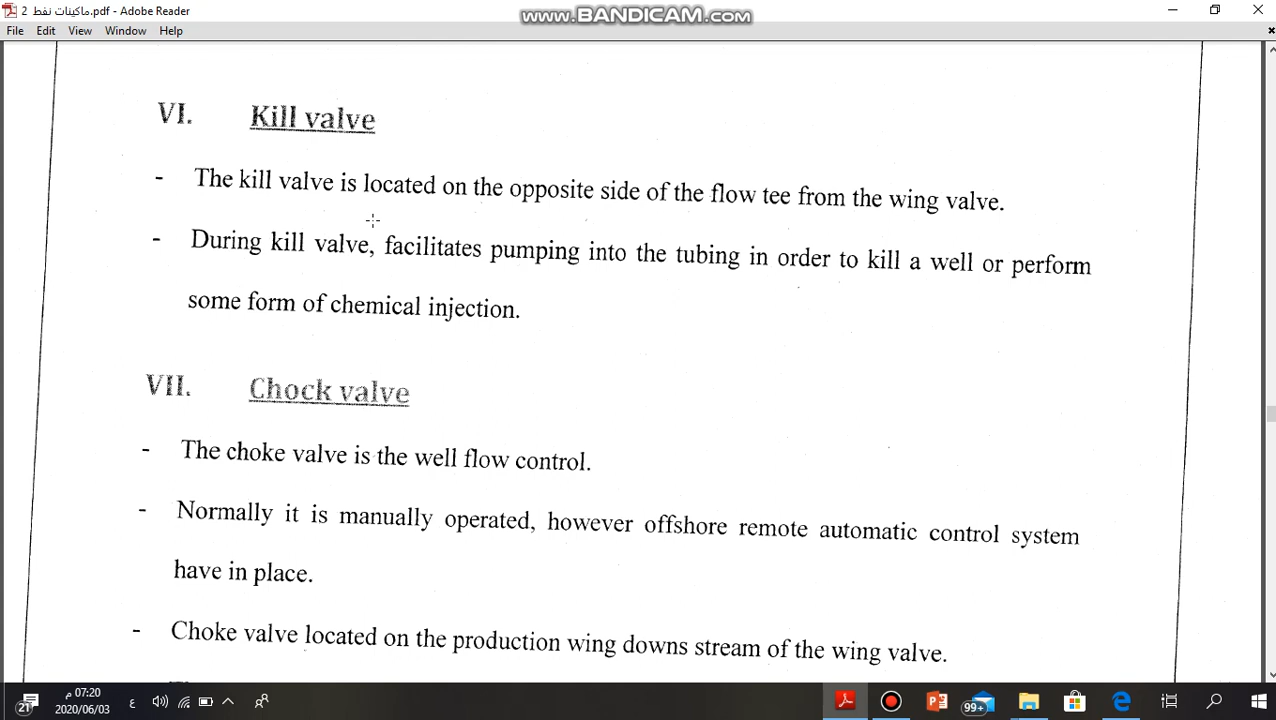 ماكينات نفط 2.pdf - Adobe Reader
www.BANDICAM.com
File Edit View Window Help
VI. Kill valve
- The kill valve is located on the opposite side of the flow tee from the wing valve.
- During kill valve, facilitates pumping into the tubing in order to kill a well or perform
some form of chemical injection.
VII. Chock valve
- The choke valve is the well flow control.
- Normally it is manually operated, however offshore remote automatic control system
have in place.
- Choke valve located on the production wing downs stream of the wing valve.
21
07:20 م
2020/06/03
ع
99+